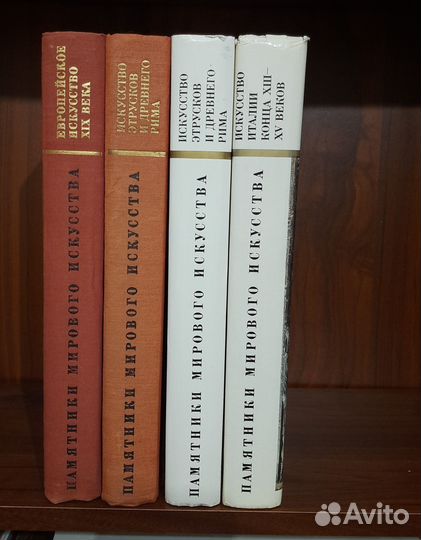 ЕВРОПЕЙСКОЕ
ИСКУССТВО
XIX ВЕКА
ПАМЯТНИКИ МИРОВОГО ИСКУССТВА
ИСКУССТВО
ЭТРУСКОВ
И ДРЕВНЕГО
РИМА
ПАМЯТНИКИ МИРОВОГО ИСКУССТВА
ИСКУССТВО
ЭТРУСКОВ
И ДРЕВНЕГО
РИМА
ПАМЯТНИКИ МИРОВОГО ИСКУССТВА
ИСКУССТВО
ИТАЛИИ
КОНЦА XIII–
XV ВЕКОВ
ПАМЯТНИКИ МИРОВОГО ИСКУССТВА
Avito